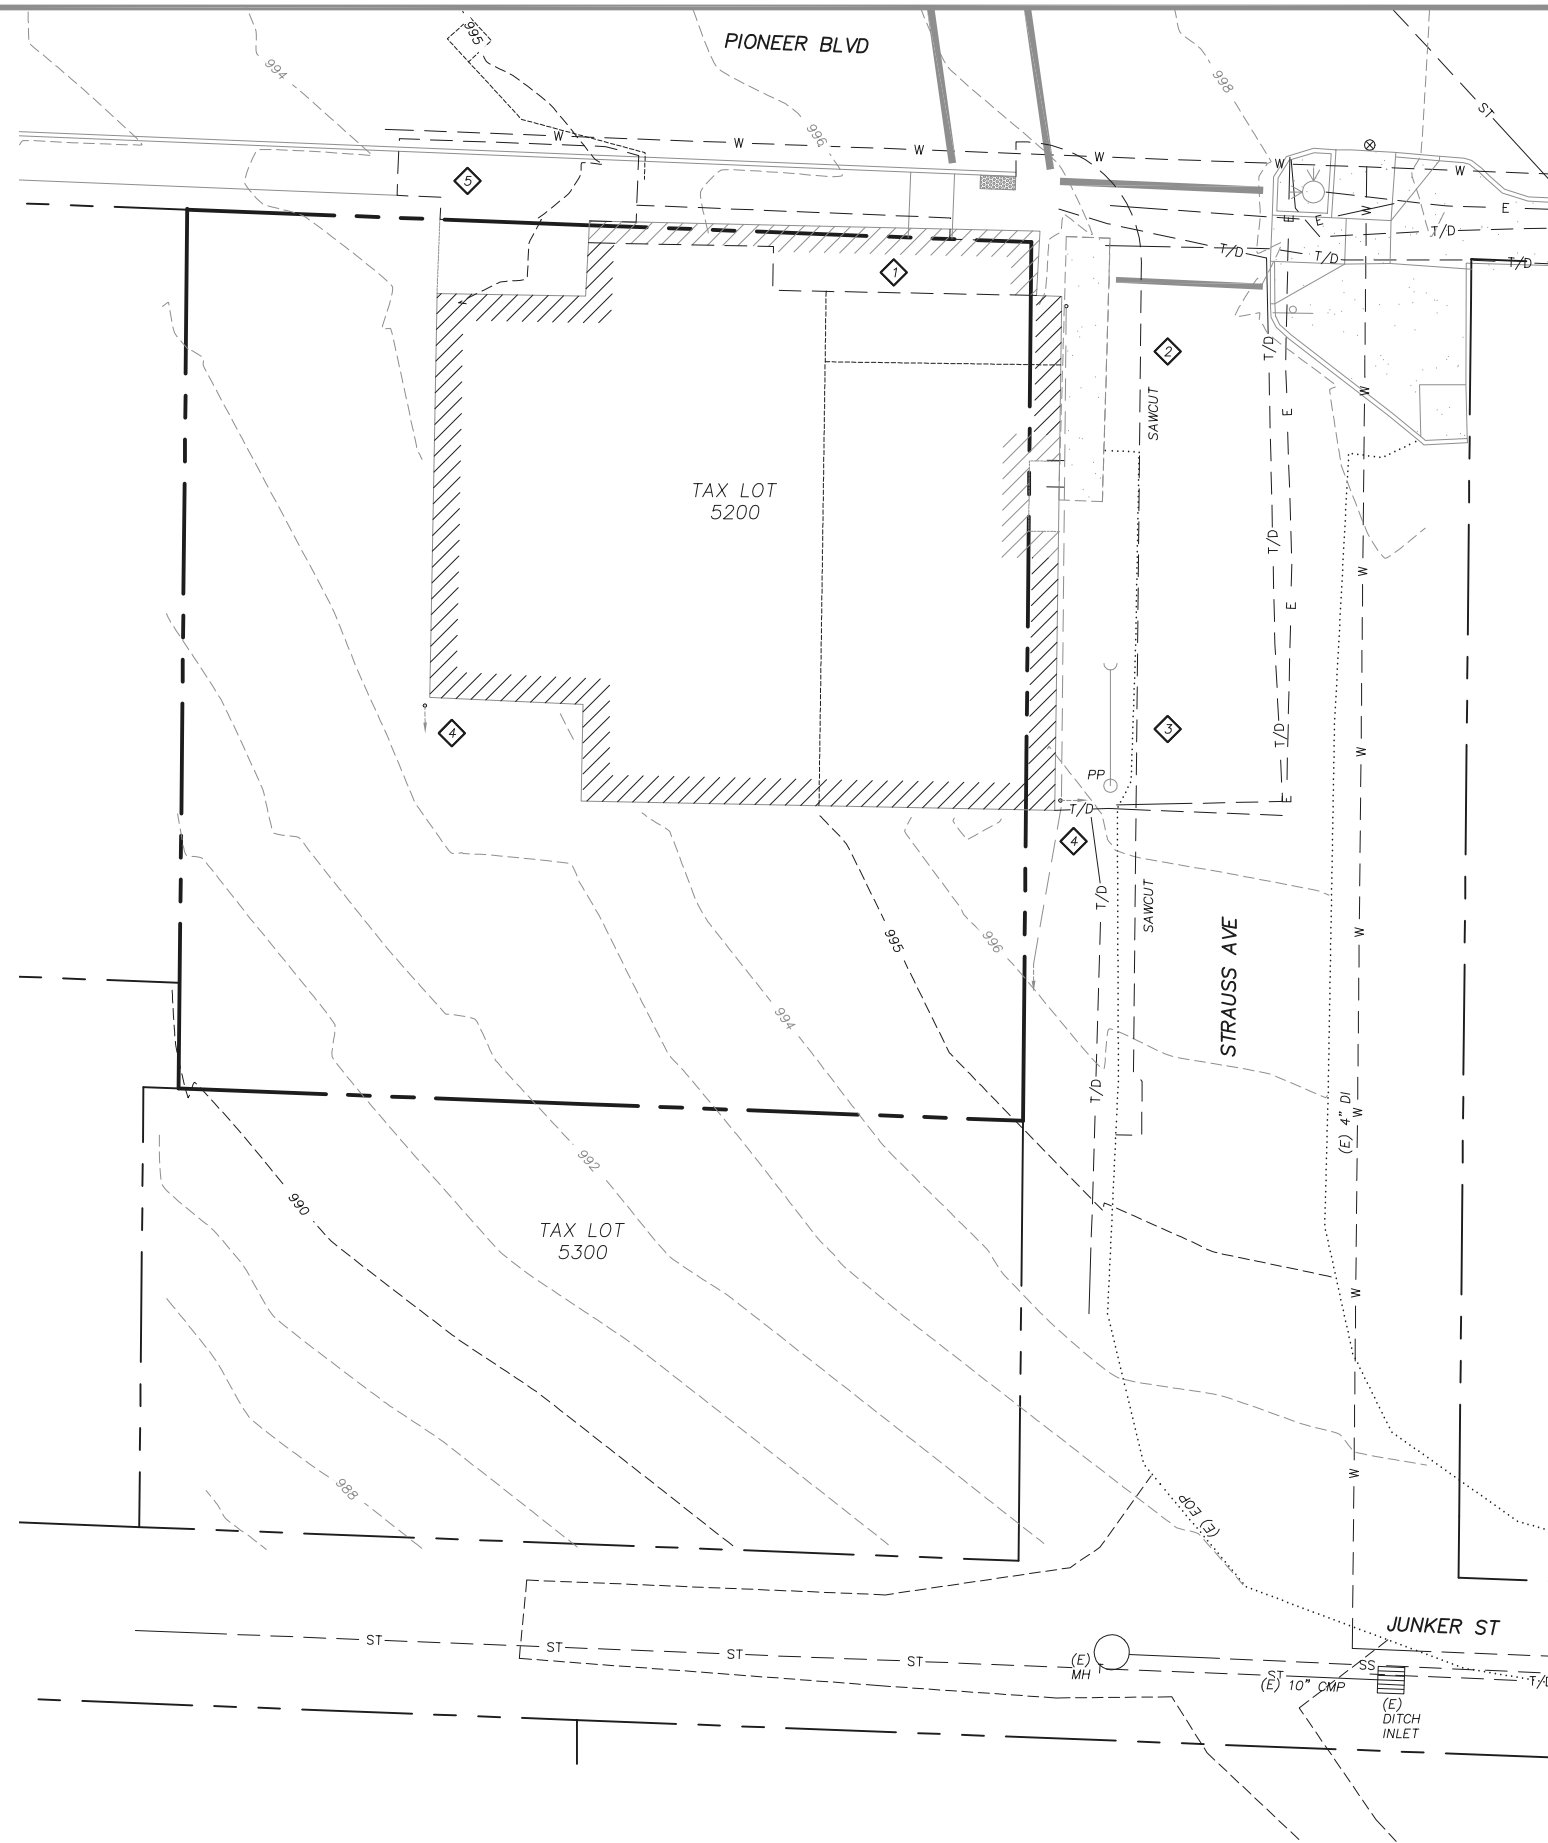 995
PIONEER BLVD
994
998
996
ST
W
W
W
W
W
W
5
E
E
E
W
T/D
T/D
T/D
T/D
1
2
T/D
W
E
SAWCUT
TAX LOT
5200
T/D
W
E
3
T/D
W
4
PP
E
T/D
4
T/D
SAWCUT
995
996
W
STRAUSS AVE
994
T/D
(E) 4" DI
W
992
990
TAX LOT
5300
W
988
W
(E) EOP
JUNKER ST
ST
ST
ST
ST
(E)
MH
ST
SS
(E) 10" CMP
T/D
(E)
DITCH
INLET